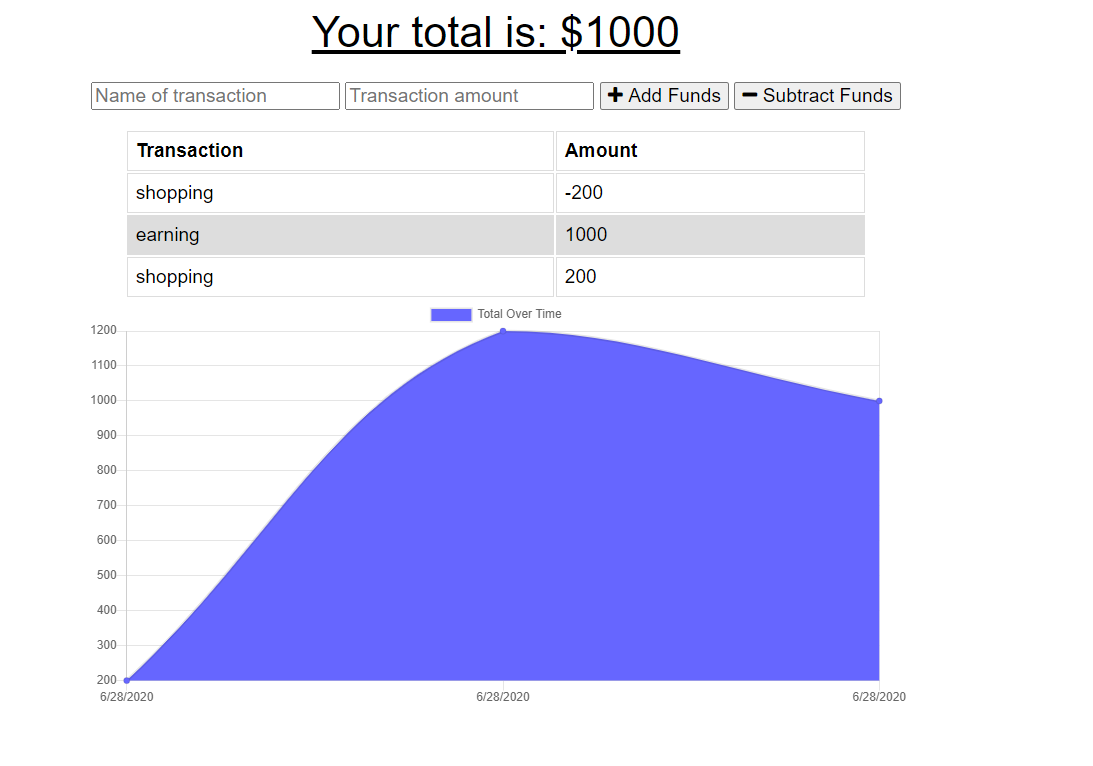 Your total is: $1000
Name of transaction Transaction amount + Add Funds − Subtract Funds
Transaction Amount
shopping -200
earning 1000
shopping 200
Total Over Time
1200
1100
1000
900
800
700
600
500
400
300
200
6/28/2020 6/28/2020 6/28/2020